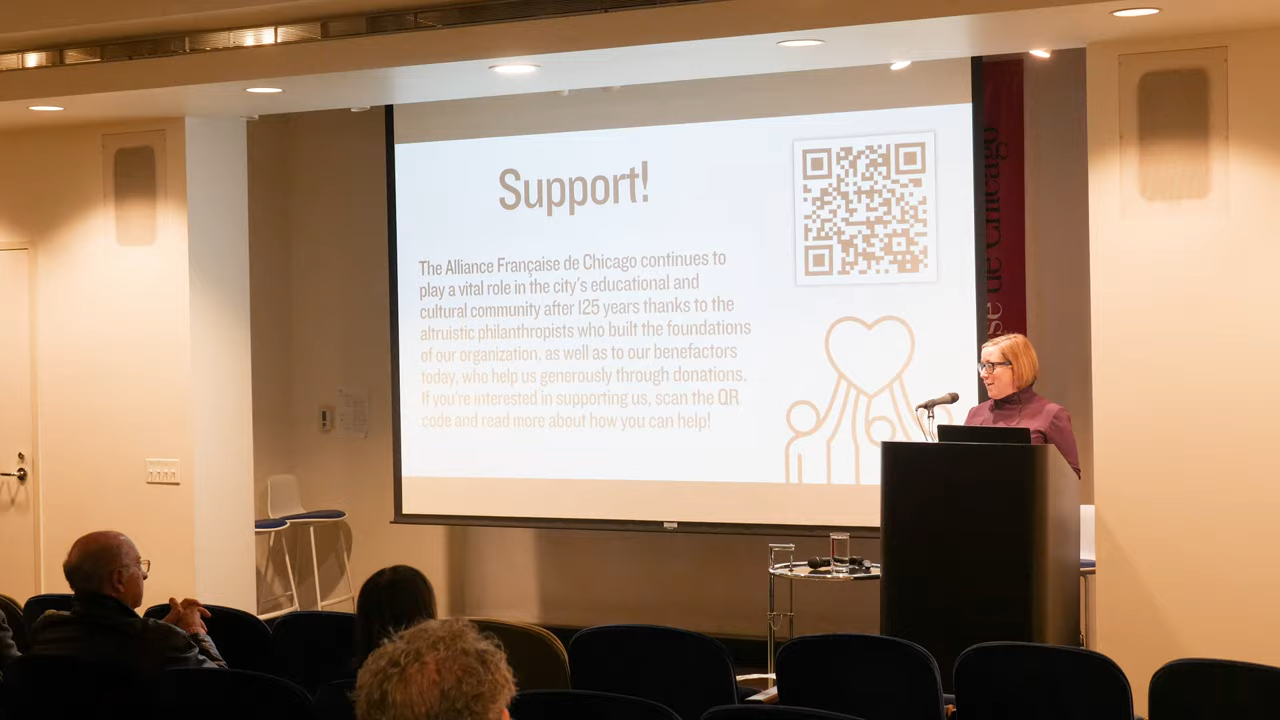 Support!
The Alliance Française de Chicago continues to
play a vital role in the city's educational and
cultural community after 125 years thanks to the
altruistic philanthropists who built the foundations
of our organization, as well as to our benefactors
today, who help us generously through donations.
If you're interested in supporting us, scan the QR
code and read more about how you can help!
se de Chicago